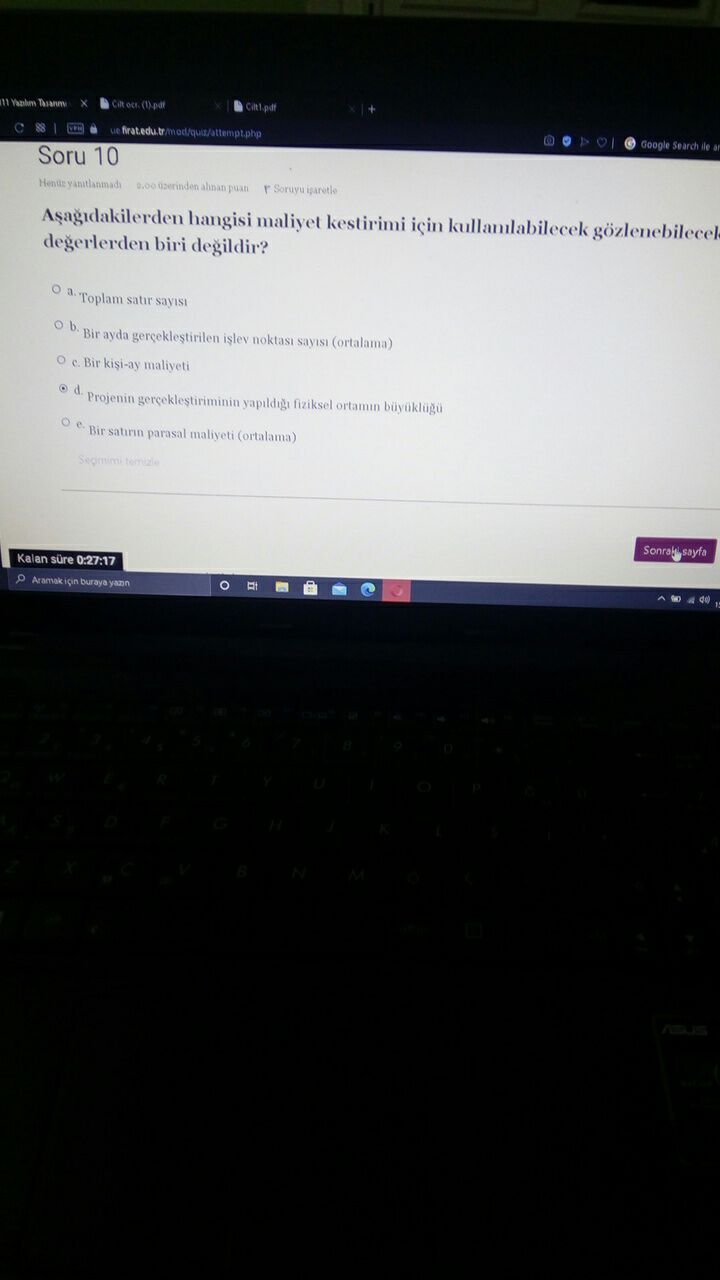 11 Yazılım Tasarımı
Cilt ocr. (1).pdf
Cilt1.pdf
VPN
ue.firat.edu.tr/mod/quiz/attempt.php
Google Search ile ar
Soru 10
Henüz yanıtlanmadı
2,00 üzerinden alınan puan
Soruyu işaretle
Aşağıdakilerden hangisi maliyet kestirimi için kullanılabilecek gözlenebilecek
değerlerden biri değildir?
a. Toplam satır sayısı
b. Bir ayda gerçekleştirilen işlev noktası sayısı (ortalama)
c. Bir kişi-ay maliyeti
d. Projenin gerçekleştiriminin yapıldığı fiziksel ortamın büyüklüğü
e. Bir satırın parasal maliyeti (ortalama)
Seçimimi temizle
Sonraki sayfa
Kalan süre 0:27:17
Aramak için buraya yazın
W E R T Y U I O P
S D F G H J K L
Z X C V B N M
ASUS